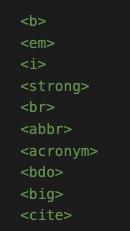 <b>
<em>
<i>
<strong>
<br>
<abbr>
<acronym>
<bdo>
<big>
<cite>